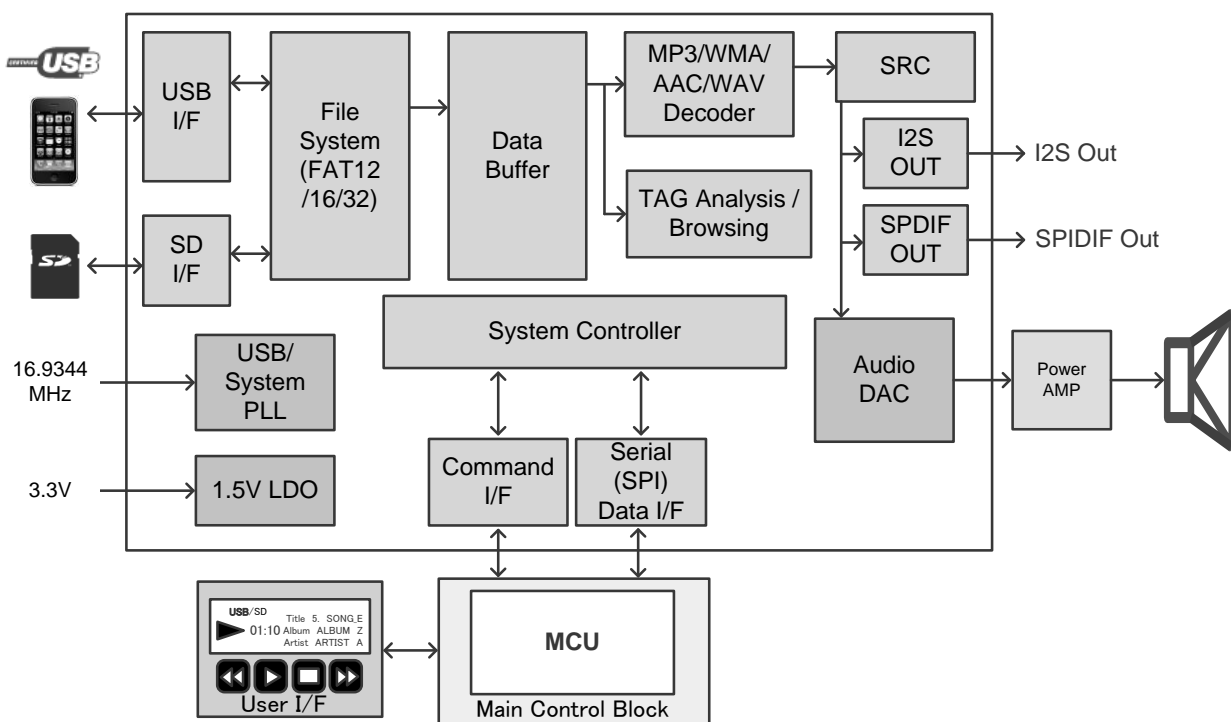 USB
USB
I/F
File
System
(FAT12
/16/32)
Data
Buffer
MP3/WMA/
AAC/WAV
Decoder
SRC
I2S
OUT
I2S Out
TAG Analysis /
Browsing
SPDIF
OUT
SPIDIF Out
SD
SD
I/F
System Controller
16.9344
MHz
USB/
System
PLL
Audio
DAC
Power
AMP
3.3V
1.5V LDO
Command
I/F
Serial
(SPI)
Data I/F
USB/SD
Title 5. SONG_E
01:10 Album ALBUM Z
Artist ARTIST A
User I/F
MCU
Main Control Block